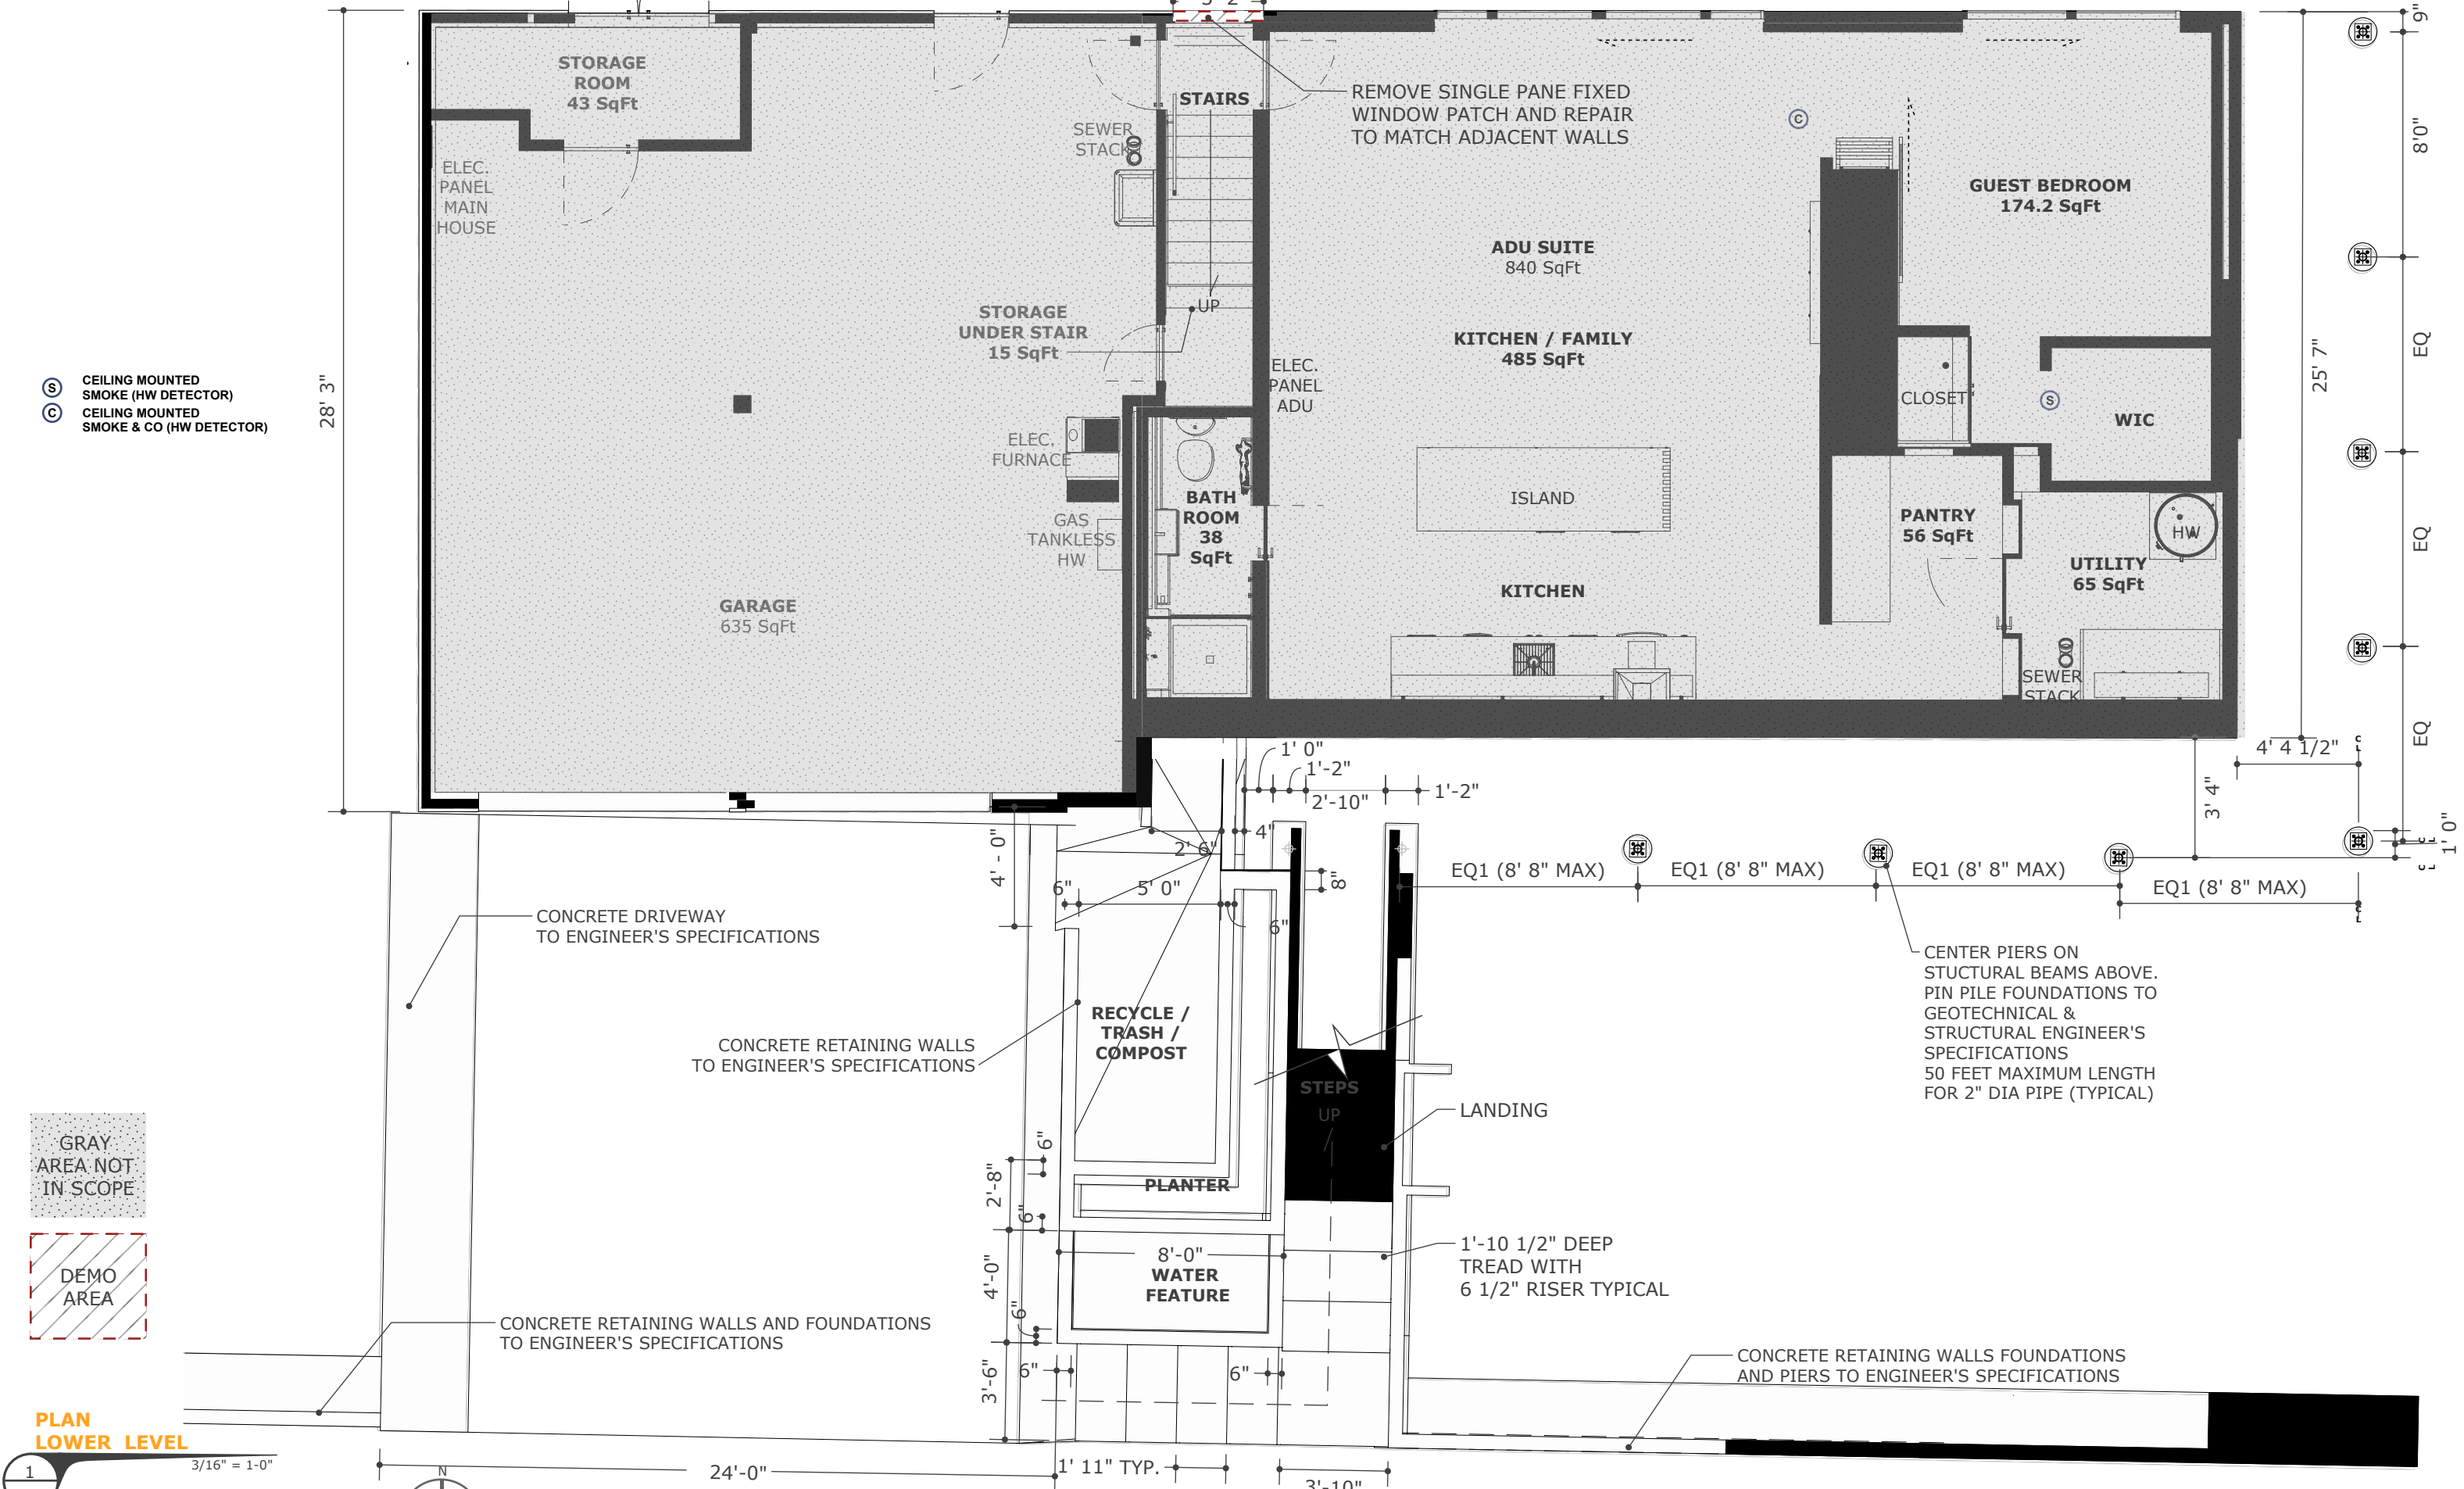 3' 2"
STORAGE
ROOM
43 SqFt
STAIRS
REMOVE SINGLE PANE FIXED
WINDOW PATCH AND REPAIR
TO MATCH ADJACENT WALLS
SEWER
STACK
ELEC.
PANEL
MAIN
HOUSE
C
GUEST BEDROOM
174.2 SqFt
9"
8'0"
EQ
EQ
EQ
25' 7"
ADU SUITE
840 SqFt
UP
STORAGE
UNDER STAIR
15 SqFt
KITCHEN / FAMILY
485 SqFt
ELEC.
PANEL
ADU
28' 3"
S
CEILING MOUNTED
SMOKE (HW DETECTOR)
C
CEILING MOUNTED
SMOKE & CO (HW DETECTOR)
CLOSET
S
WIC
ELEC.
FURNACE
BATH
ROOM
38
SqFt
ISLAND
GAS
TANKLESS
HW
PANTRY
56 SqFt
HW
UTILITY
65 SqFt
KITCHEN
GARAGE
635 SqFt
SEWER
STACK
1' 0"
1'-2"
2'-10"
1'-2"
4' 4 1/2"
C
L
3' 4"
1' 0"
C L
C L
4' - 0"
2' 6"
4"
6"
5' 0"
8"
6"
EQ1 (8' 8" MAX)
EQ1 (8' 8" MAX)
EQ1 (8' 8" MAX)
EQ1 (8' 8" MAX)
C
L
CONCRETE DRIVEWAY
TO ENGINEER'S SPECIFICATIONS
CENTER PIERS ON
STUCTURAL BEAMS ABOVE.
PIN PILE FOUNDATIONS TO
GEOTECHNICAL &
STRUCTURAL ENGINEER'S
SPECIFICATIONS
50 FEET MAXIMUM LENGTH
FOR 2" DIA PIPE (TYPICAL)
RECYCLE /
TRASH /
COMPOST
CONCRETE RETAINING WALLS
TO ENGINEER'S SPECIFICATIONS
STEPS
UP
LANDING
GRAY
AREA NOT
IN SCOPE
6"
2'-8"
PLANTER
6"
DEMO
AREA
8'-0"
WATER
FEATURE
4'-0"
6"
1'-10 1/2" DEEP
TREAD WITH
6 1/2" RISER TYPICAL
CONCRETE RETAINING WALLS AND FOUNDATIONS
TO ENGINEER'S SPECIFICATIONS
3'-6"
6"
6"
CONCRETE RETAINING WALLS FOUNDATIONS
AND PIERS TO ENGINEER'S SPECIFICATIONS
PLAN
LOWER LEVEL
3/16" = 1-0"
1
N
24'-0"
1' 11" TYP.
3'-10"